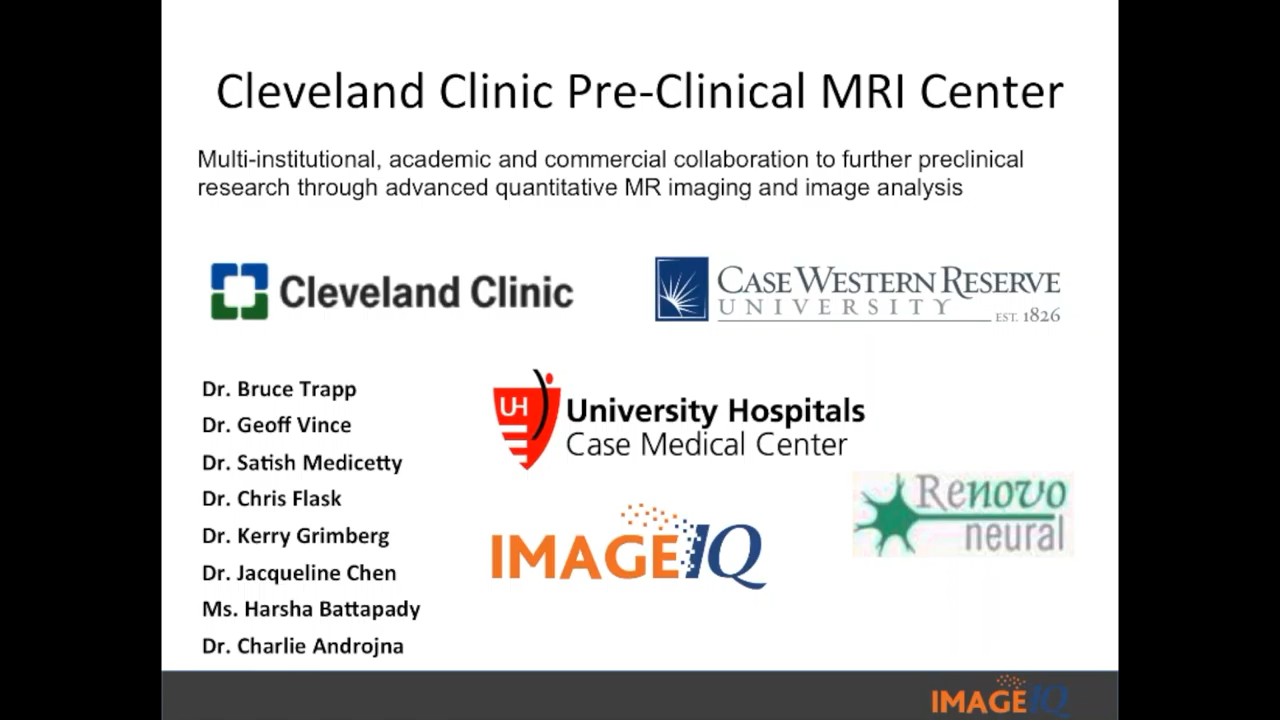 Cleveland Clinic Pre-Clinical MRI Center
Multi-institutional, academic and commercial collaboration to further preclinical
research through advanced quantitative MR imaging and image analysis
Cleveland Clinic
CASE WESTERN RESERVE
UNIVERSITY
EST. 1826
Dr. Bruce Trapp
Dr. Geoff Vince
Dr. Satish Medicetty
Dr. Chris Flask
Dr. Kerry Grimberg
Dr. Jacqueline Chen
Ms. Harsha Battapady
Dr. Charlie Androjna
UH
University Hospitals
Case Medical Center
Renovo
neural
IMAGEIQ
IMAGEIQ